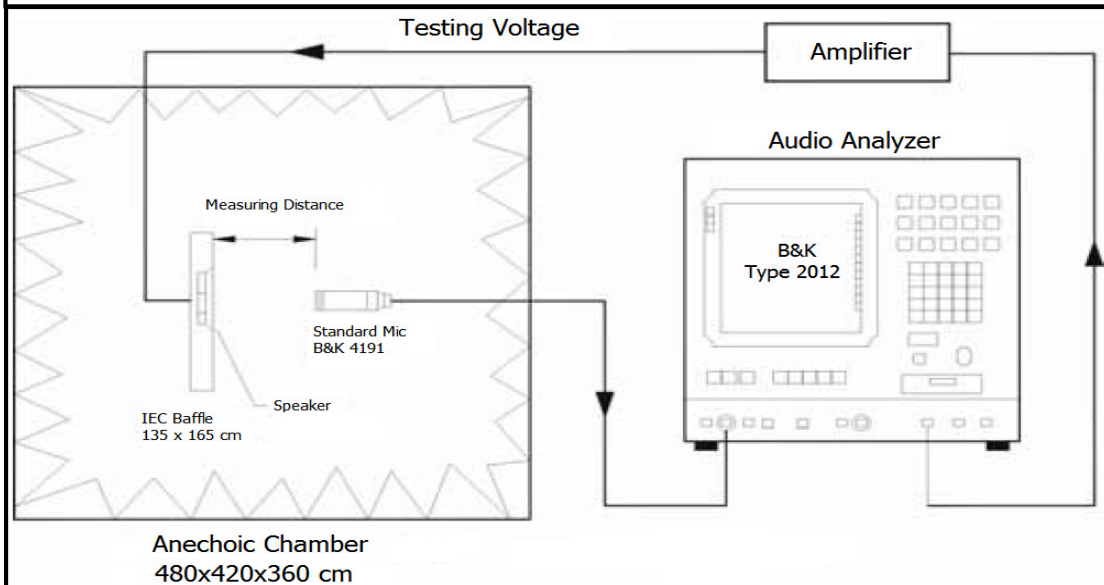 Testing Voltage
Amplifier
Audio Analyzer
Measuring Distance
B&K
Type 2012
Standard Mic
B&K 4191
Speaker
IEC Baffle
135 x 165 cm
Anechoic Chamber
480x420x360 cm